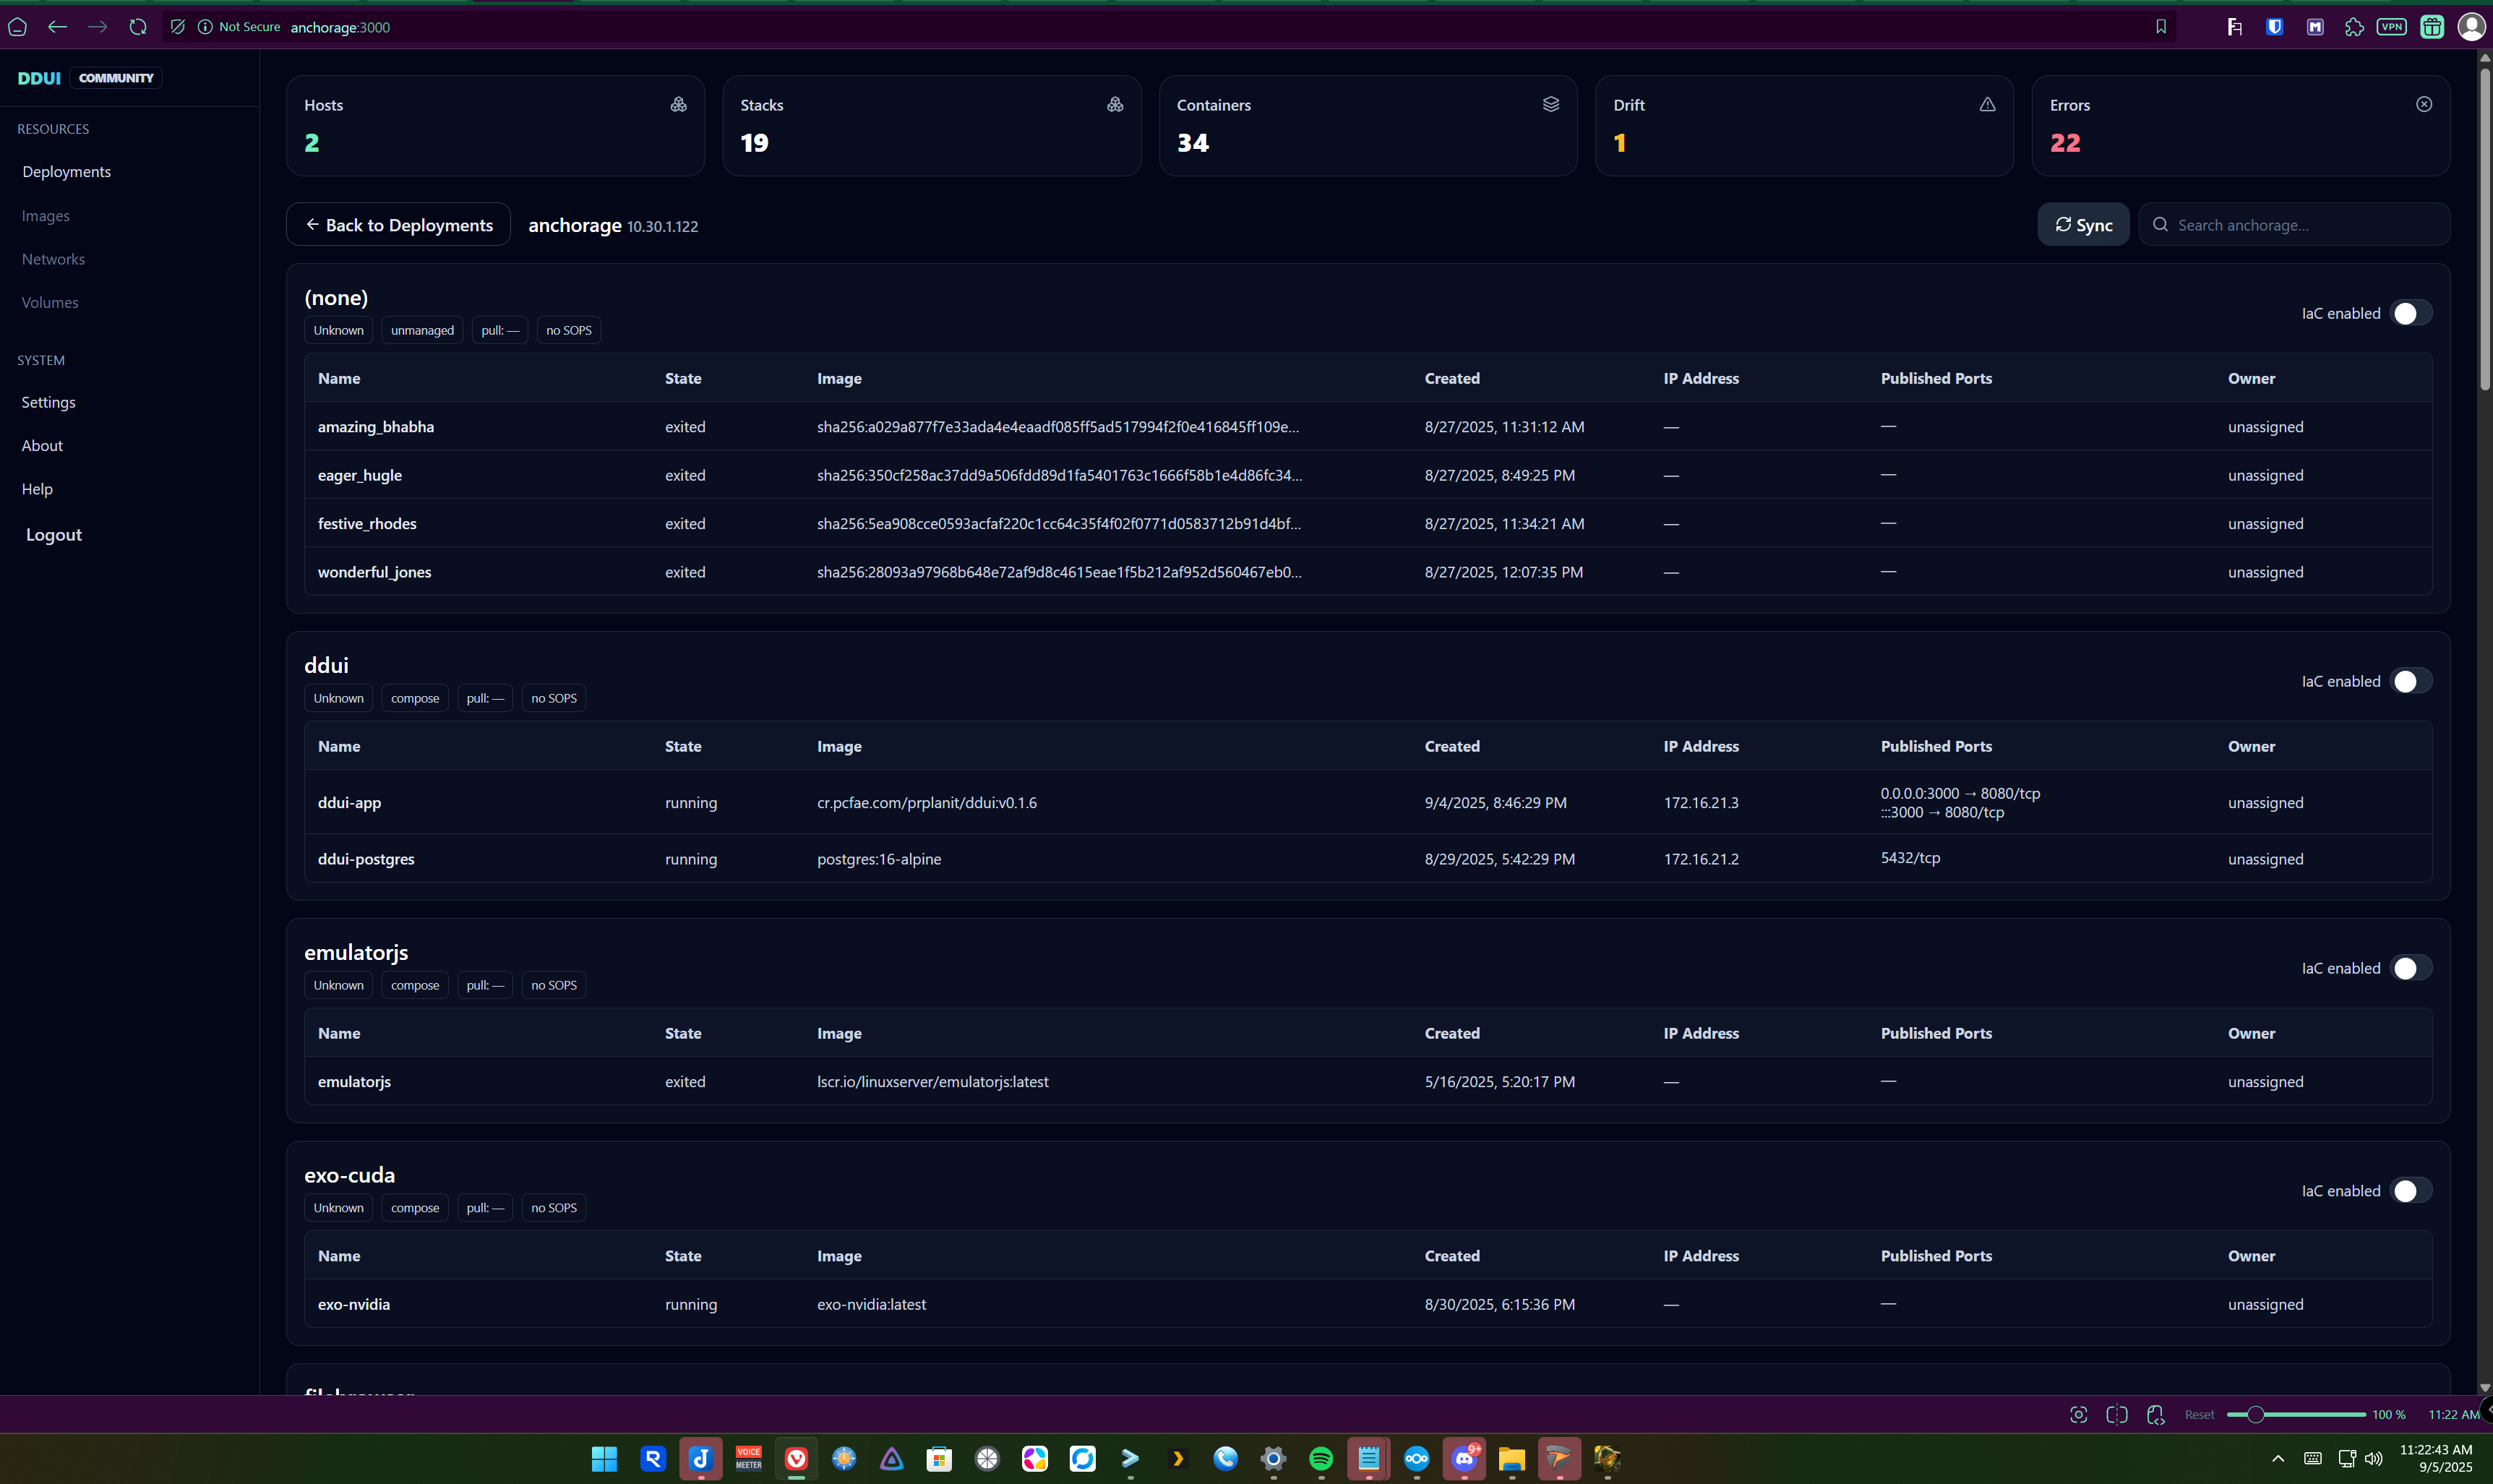 Not Secure anchorage:3000
VPN
DDUI COMMUNITY
RESOURCES
Deployments
Images
Networks
Volumes
SYSTEM
Settings
About
Help
Logout
Hosts
2
Stacks
19
Containers
34
Drift
1
Errors
22
← Back to Deployments
anchorage 10.30.1.122
Sync
Search anchorage...
(none)
Unknown unmanaged pull: — no SOPS
IaC enabled
Name State Image Created IP Address Published Ports Owner
amazing_bhabha exited sha256:a029a877f7e33ada4e4eaadf085ff5ad517994f2f0e416845ff109e... 8/27/2025, 11:31:12 AM — — unassigned
eager_hugle exited sha256:350cf258ac37dd9a506fdd89d1fa5401763c1666f58b1e4d86fc34... 8/27/2025, 8:49:25 PM — — unassigned
festive_rhodes exited sha256:5ea908cce0593acfaf220c1cc64c35f4f02f0771d0583712b91d4bf... 8/27/2025, 11:34:21 AM — — unassigned
wonderful_jones exited sha256:28093a97968b648e72af9d8c4615eae1f5b212af952d560467eb0... 8/27/2025, 12:07:35 PM — — unassigned
ddui
Unknown compose pull: — no SOPS
IaC enabled
Name State Image Created IP Address Published Ports Owner
ddui-app running cr.pcfae.com/prplanit/ddui:v0.1.6 9/4/2025, 8:46:29 PM 172.16.21.3 0.0.0.0:3000 → 8080/tcp unassigned
:::3000 → 8080/tcp
ddui-postgres running postgres:16-alpine 8/29/2025, 5:42:29 PM 172.16.21.2 5432/tcp unassigned
emulatorjs
Unknown compose pull: — no SOPS
IaC enabled
Name State Image Created IP Address Published Ports Owner
emulatorjs exited lscr.io/linuxserver/emulatorjs:latest 5/16/2025, 5:20:17 PM — — unassigned
exo-cuda
Unknown compose pull: — no SOPS
IaC enabled
Name State Image Created IP Address Published Ports Owner
exo-nvidia running exo-nvidia:latest 8/30/2025, 6:15:36 PM — — unassigned
Reset 100 % 11:22 AM
VOICE
MEETER
9+
11:22:43 AM
9/5/2025